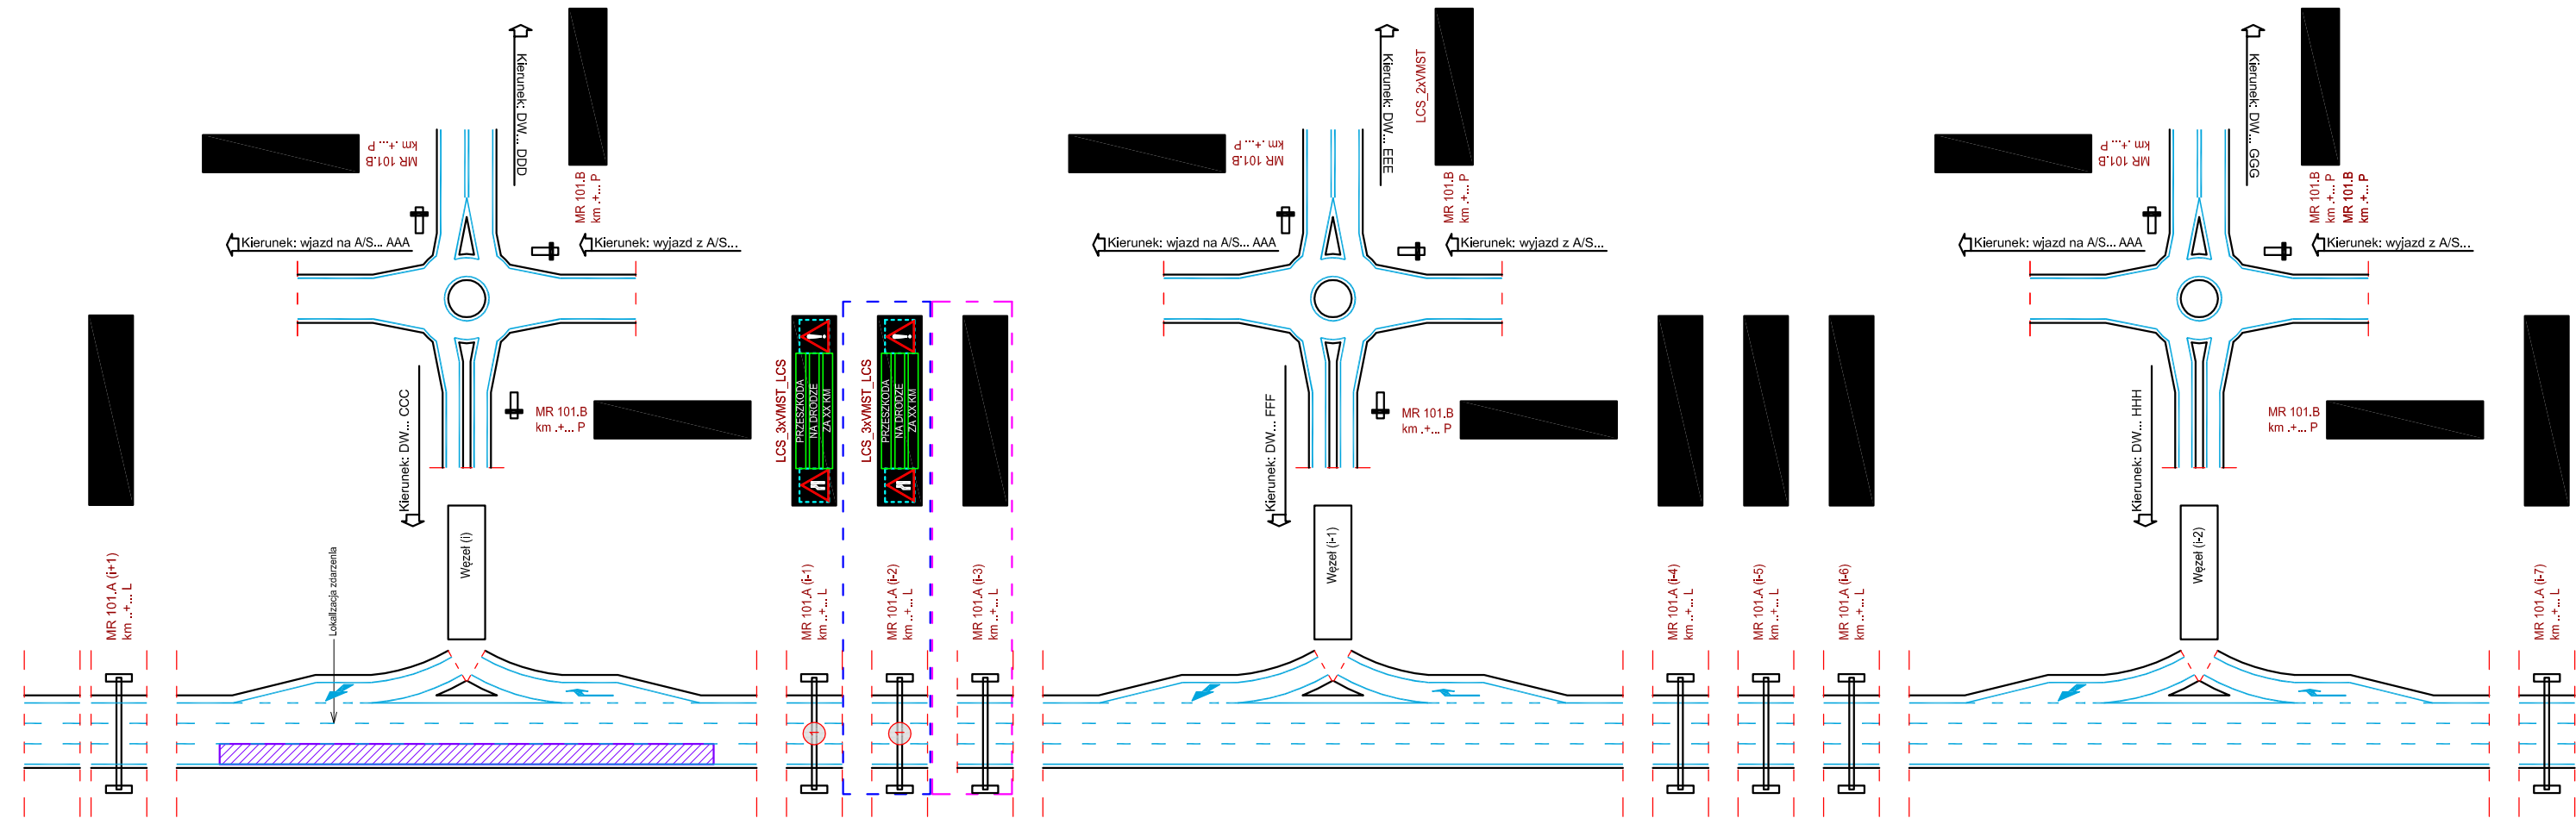 Kierunek: DW... DDD
MR 101.B
km .+... P
MR 101.B
km .+... P
Kierunek: wjazd na A/S... AAA
Kierunek: wyjazd z A/S...
Kierunek: DW... CCC
MR 101.B
km .+... P
Węzeł (i)
Lokalizacja zdarzenia
MR 101.A (i+1)
km ..+... L
LCS_3xVMST_LCS
PRZESZKODA
NA DRODZE
ZA XX KM
MR 101.A (i-1)
km ..+... L
1
LCS_3xVMST_LCS
PRZESZKODA
NA DRODZE
ZA XX KM
MR 101.A (i-2)
km ..+... L
1
MR 101.A (i-3)
km ..+... L
Kierunek: DW... EEE
LCS_2xVMST
MR 101.B
km .+... P
MR 101.B
km .+... P
Kierunek: wjazd na A/S... AAA
Kierunek: wyjazd z A/S...
Kierunek: DW... FFF
MR 101.B
km .+... P
Węzeł (i-1)
MR 101.A (i-4)
km ..+... L
MR 101.A (i-5)
km ..+... L
MR 101.A (i-6)
km ..+... L
Kierunek: DW... GGG
MR 101.B
km .+... P
MR 101.B
km .+... P
MR 101.B
km .+... P
Kierunek: wjazd na A/S... AAA
Kierunek: wyjazd z A/S...
Kierunek: DW... HHH
MR 101.B
km .+... P
Węzeł (i-2)
MR 101.A (i-7)
km ..+... L